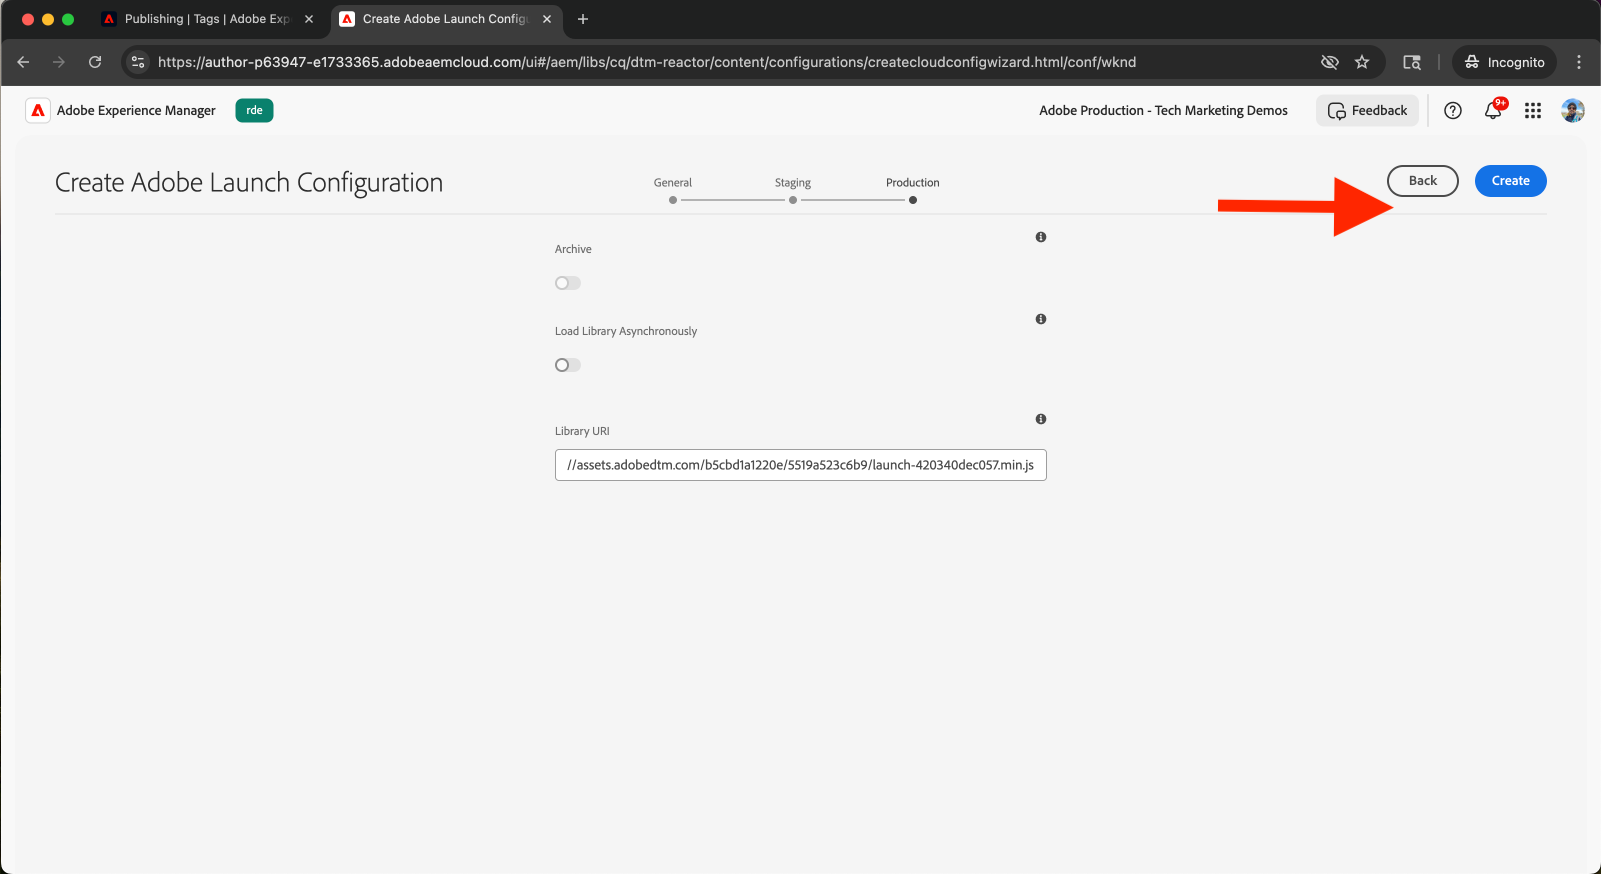 Publishing | Tags | Adobe Exp
Create Adobe Launch Config
https://author-p63947-e1733365.adobeaemcloud.com/ui#/aem/libs/cq/dtm-reactor/content/configurations/createcloudconfigwizard.html/conf/wknd
Incognito
Adobe Experience Manager
rde
Adobe Production - Tech Marketing Demos
Feedback
9+
Create Adobe Launch Configuration
General
Staging
Production
Back
Create
Archive
Load Library Asynchronously
Library URI
//assets.adobedtm.com/b5cbd1a1220e/5519a523c6b9/launch-420340dec057.min.js